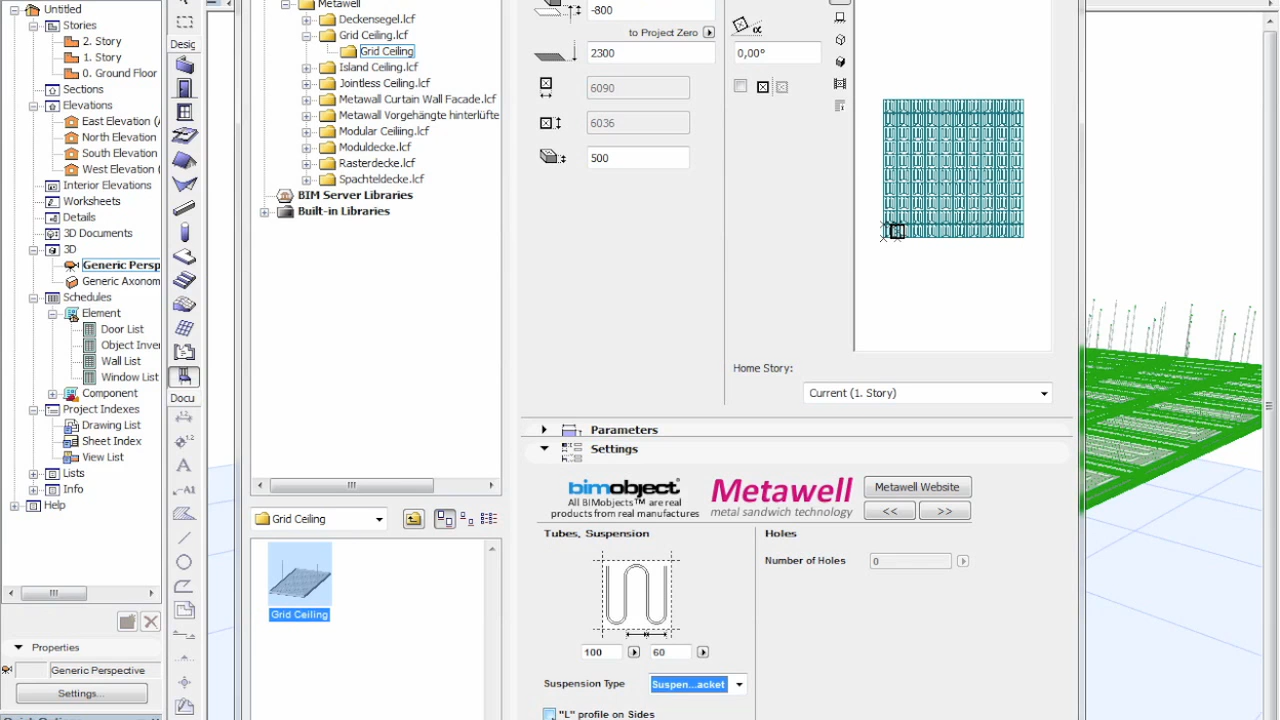 Untitled
Stories
2. Story
1. Story
0. Ground Floor
Sections
Elevations
East Elevation (A
North Elevation
South Elevation
West Elevation (
Interior Elevations
Worksheets
Details
3D Documents
3D
Generic Persp
Generic Axonom
Schedules
Element
Door List
Object Inve
Wall List
Window List
Component
Project Indexes
Drawing List
Sheet Index
View List
Lists
Info
Help
Properties
Generic Perspective
Settings...
Desig
Docu
Metawell
Deckensegel.lcf
Grid Ceiling.lcf
Grid Ceiling
Island Ceiling.lcf
Jointless Ceiling.lcf
Metawall Curtain Wall Facade.lcf
Metawall Vorgehängte hinterlüfte
Modular Ceiliing.lcf
Moduldecke.lcf
Rasterdecke.lcf
Spachteldecke.lcf
BIM Server Libraries
Built-in Libraries
Grid Ceiling
Grid Ceiling
-800
to Project Zero
2300
6090
6036
500
0,00°
Home Story:
Current (1. Story)
Parameters
Settings
bimobject
All BIMobjects™ are real
products from real manufactures
Metawell
metal sandwich technology
Metawell Website
<< >>
Tubes, Suspension
Holes
Number of Holes 0
100 60
Suspension Type Suspen...acket
"L" profile on Sides